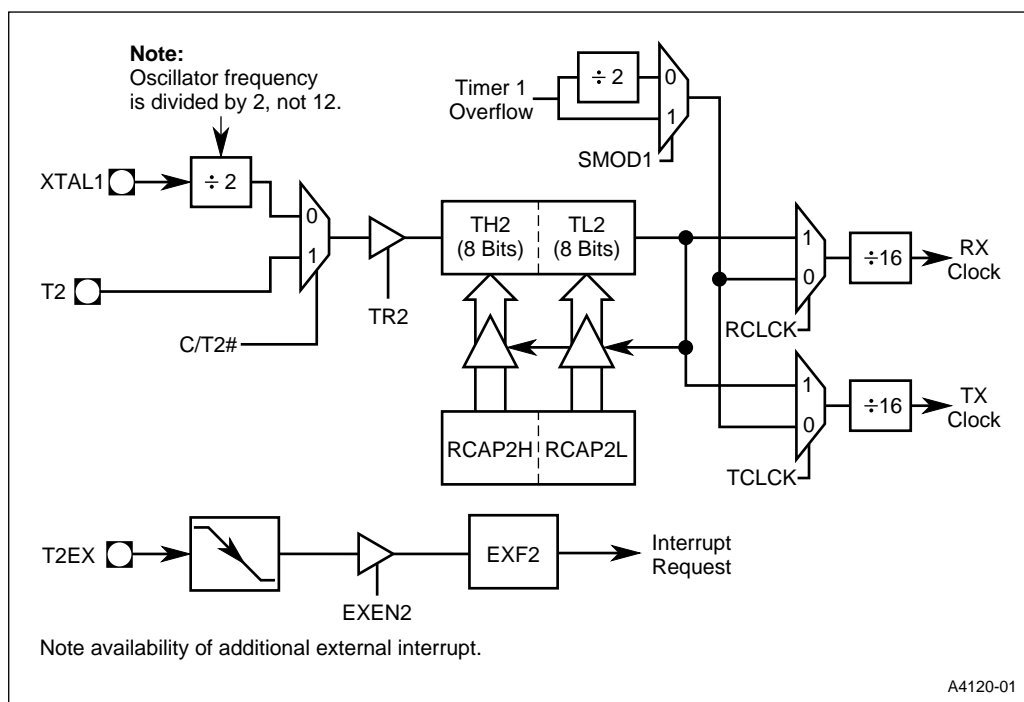 Note:
Oscillator frequency
is divided by 2, not 12.
÷ 2
0
Timer 1
Overflow
1
SMOD1
XTAL1
÷ 2
0
1
T2
C/T2#
TR2
TH2
(8 Bits)
TL2
(8 Bits)
RCAP2H
RCAP2L
1
0
RCLCK
÷16
RX
Clock
1
0
TCLCK
÷16
TX
Clock
T2EX
EXEN2
EXF2
Interrupt
Request
Note availability of additional external interrupt.
A4120-01